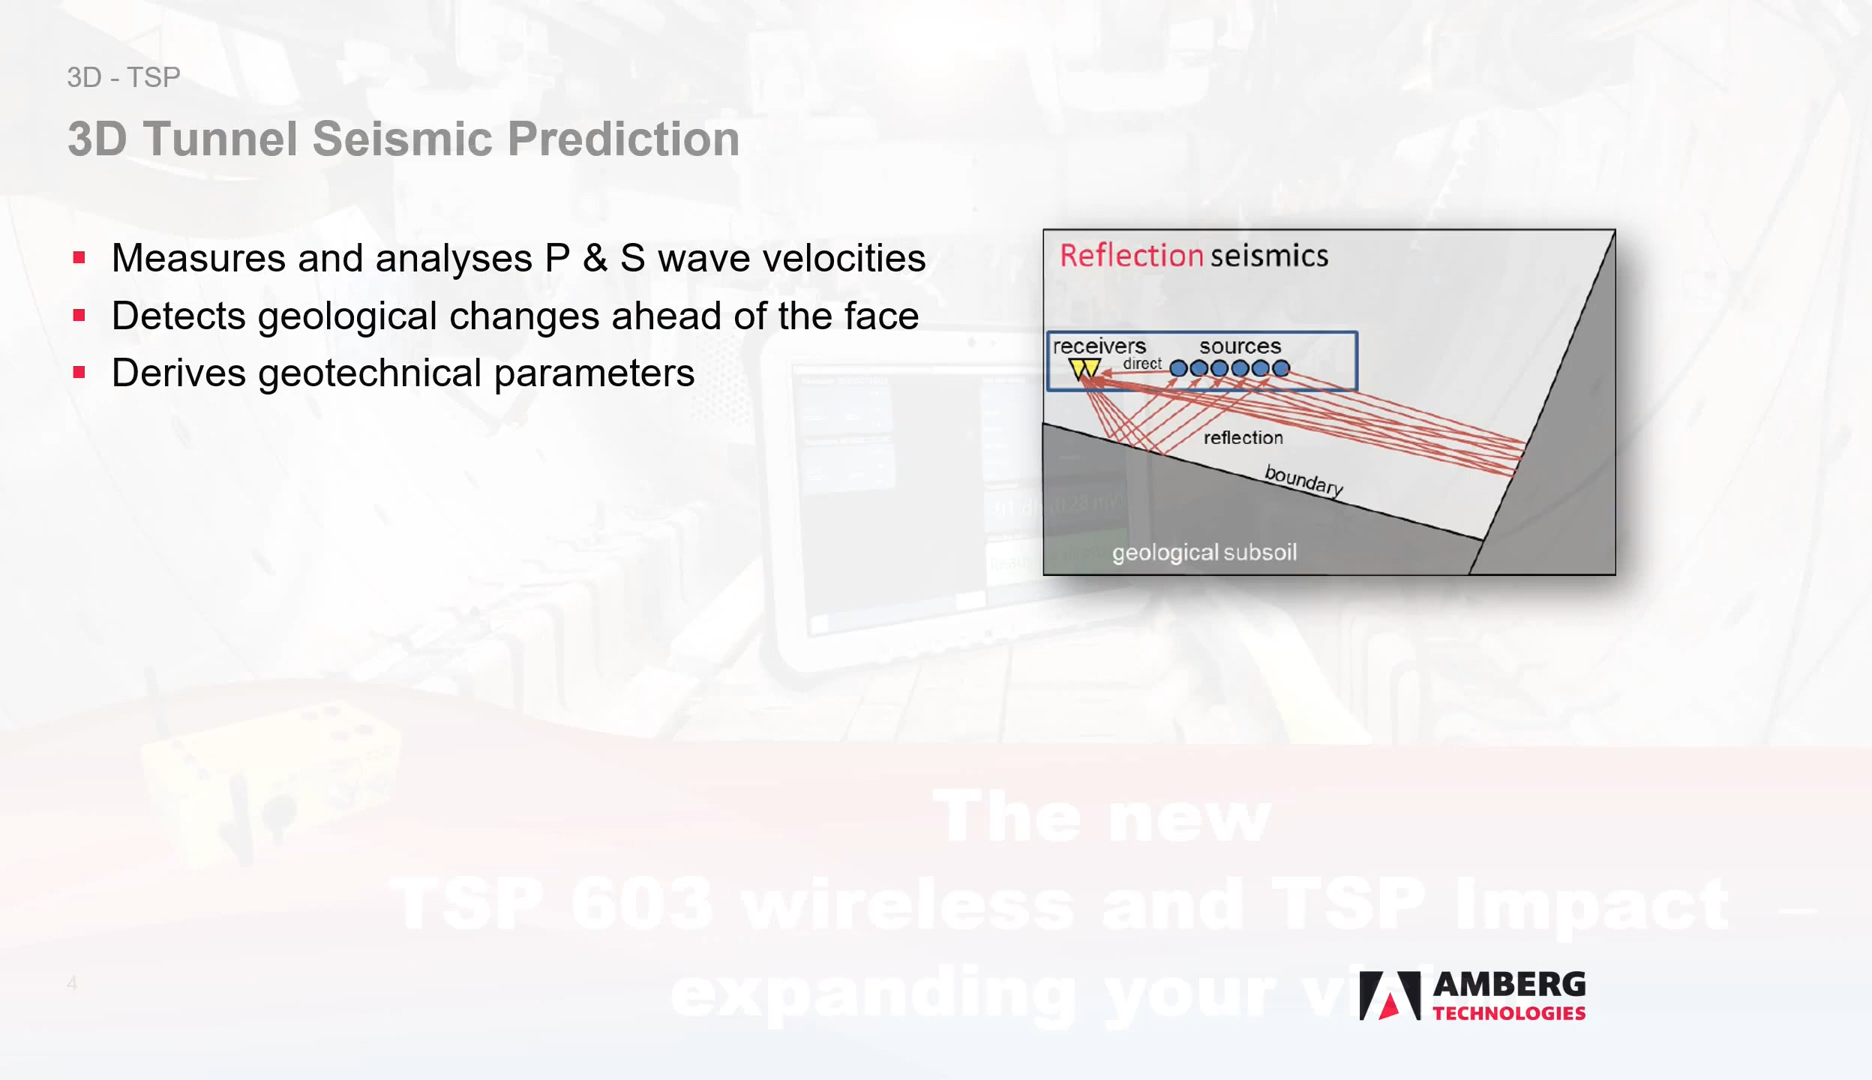 3D - TSP
3D Tunnel Seismic Prediction
Measures and analyses P & S wave velocities
Detects geological changes ahead of the face
Derives geotechnical parameters
Reflection seismics
receivers
sources
direct
reflection
boundary
geological subsoil
The new
TSP 603 wireless and TSP Impact –
expanding your
4
AMBERG
TECHNOLOGIES